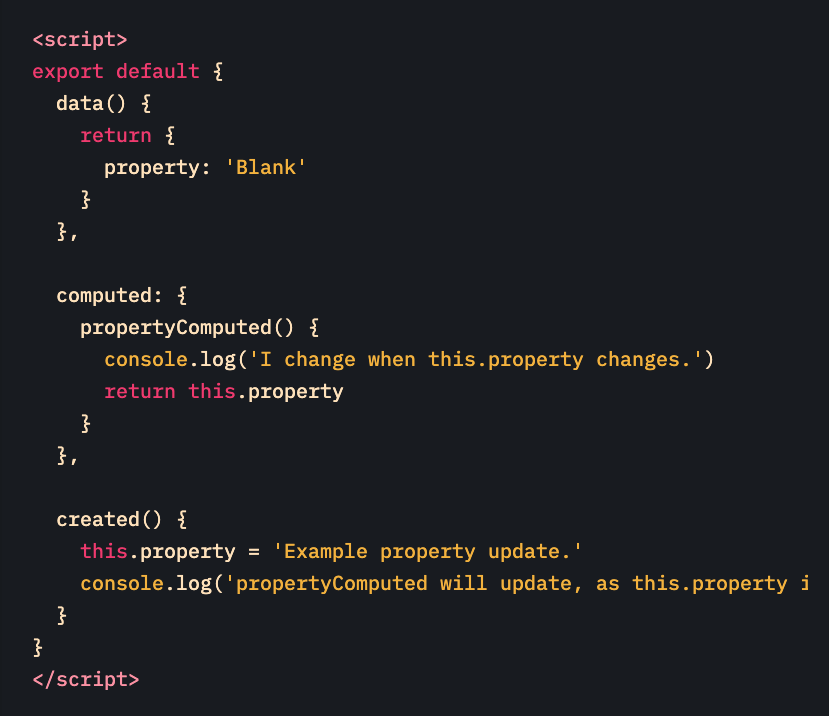 <script>
export default {
  data() {
    return {
      property: 'Blank'
    }
  },

  computed: {
    propertyComputed() {
      console.log('I change when this.property changes.')
      return this.property
    }
  },

  created() {
    this.property = 'Example property update.'
    console.log('propertyComputed will update, as this.property i
  }
}
</script>